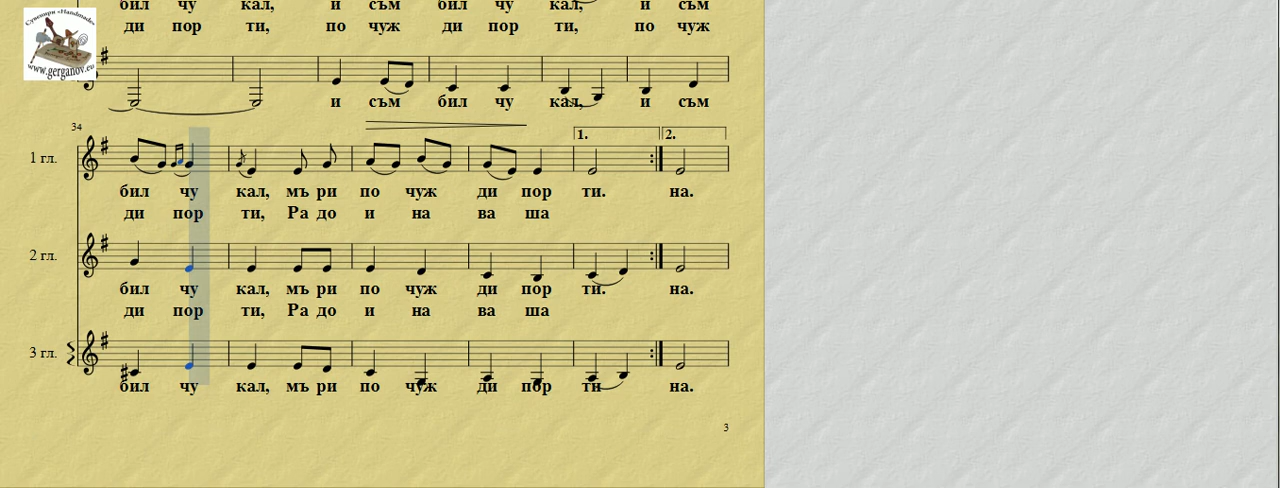 бил чу кал, и съм бил чу кал, и съм
ди пор ти, по чуж ди пор ти, по чуж
Сувенири «Handmade»
www.gerganov.eu
и съм бил чу кал, и съм
34
1. 2.
1 гл.
бил чу кал, мъ ри по чуж ди пор ти. на.
ди пор ти, Ра до и на ва ша
2 гл.
бил чу кал, мъ ри по чуж ди пор ти. на.
ди пор ти, Ра до и на ва ша
3 гл.
бил чу кал, мъ ри по чуж ди пор ти на.
3